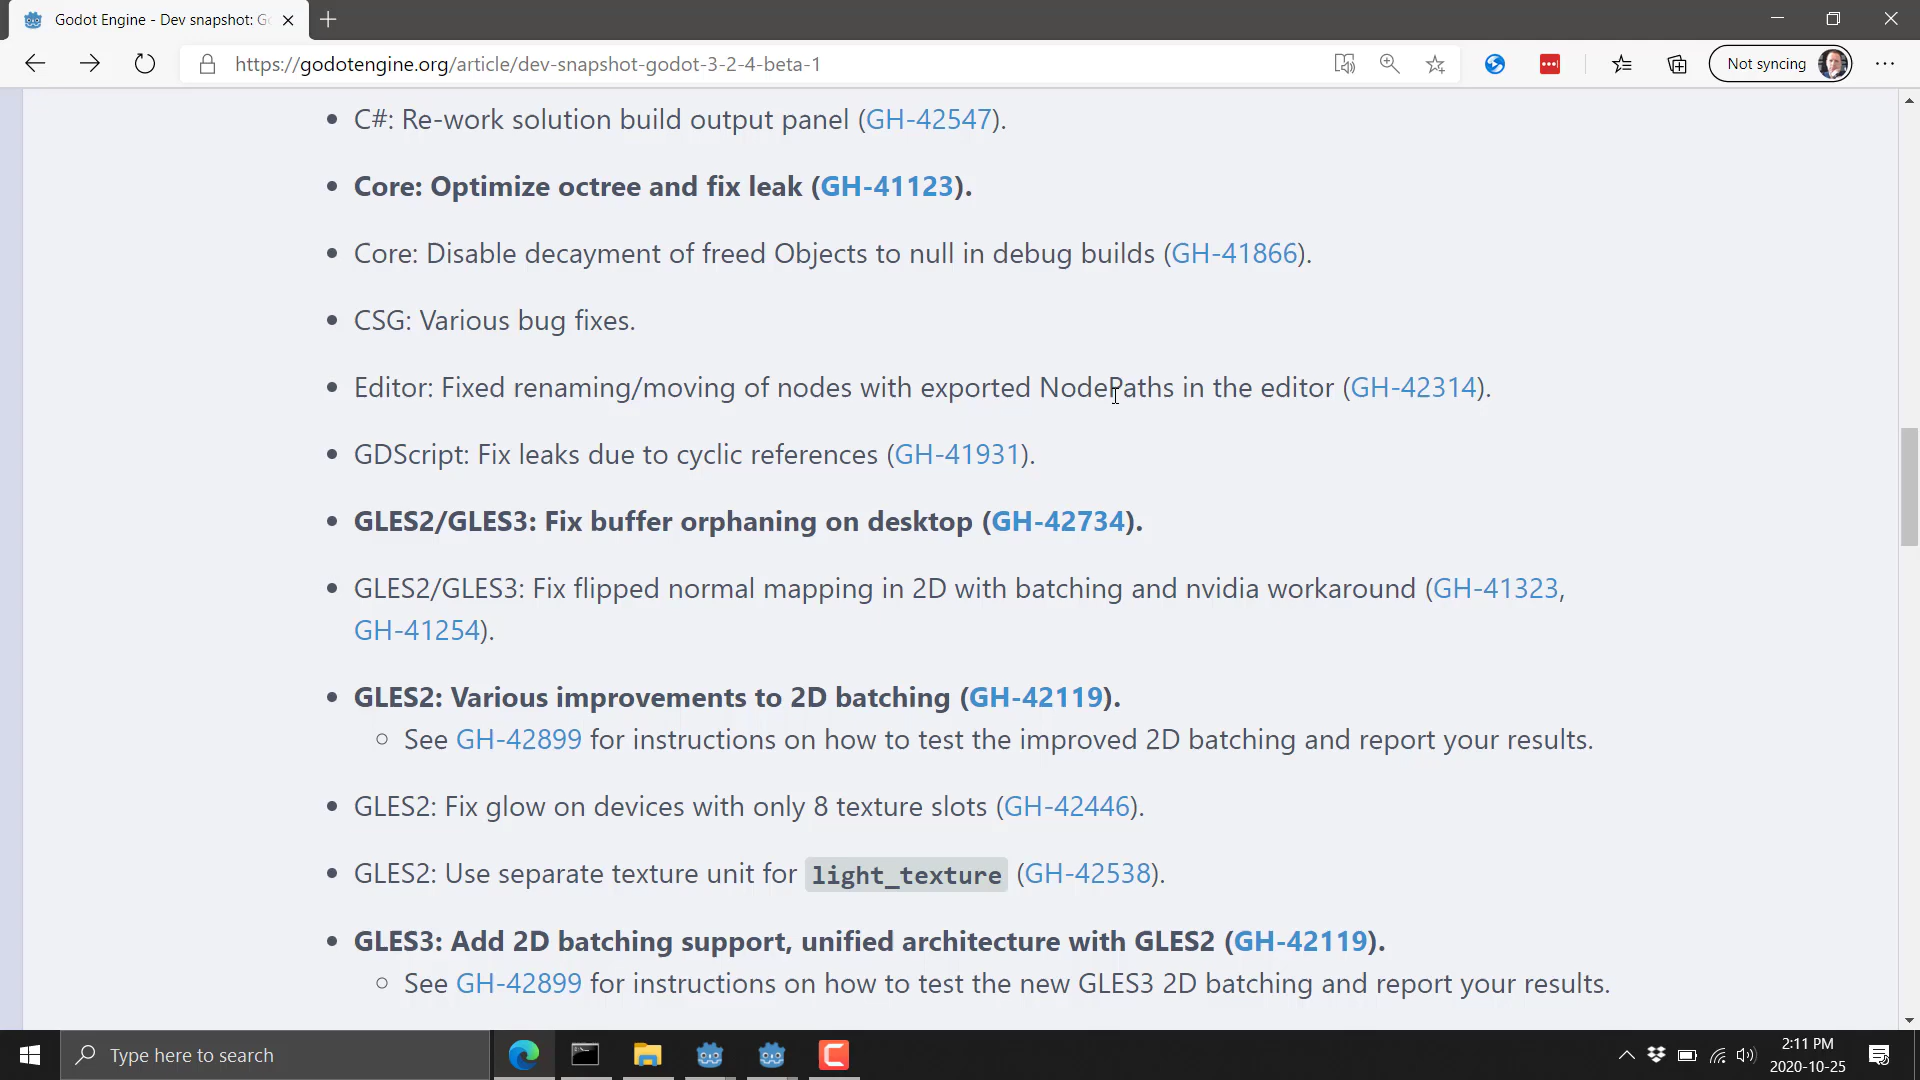 Godot Engine - Dev snapshot: G
https://godotengine.org/article/dev-snapshot-godot-3-2-4-beta-1
Not syncing
C#: Re-work solution build output panel (GH-42547).
Core: Optimize octree and fix leak (GH-41123).
Core: Disable decayment of freed Objects to null in debug builds (GH-41866).
CSG: Various bug fixes.
Editor: Fixed renaming/moving of nodes with exported NodePaths in the editor (GH-42314).
GDScript: Fix leaks due to cyclic references (GH-41931).
GLES2/GLES3: Fix buffer orphaning on desktop (GH-42734).
GLES2/GLES3: Fix flipped normal mapping in 2D with batching and nvidia workaround (GH-41323,
GH-41254).
GLES2: Various improvements to 2D batching (GH-42119).
See GH-42899 for instructions on how to test the improved 2D batching and report your results.
GLES2: Fix glow on devices with only 8 texture slots (GH-42446).
GLES2: Use separate texture unit for light_texture (GH-42538).
GLES3: Add 2D batching support, unified architecture with GLES2 (GH-42119).
See GH-42899 for instructions on how to test the new GLES3 2D batching and report your results.
Type here to search
2:11 PM
2020-10-25